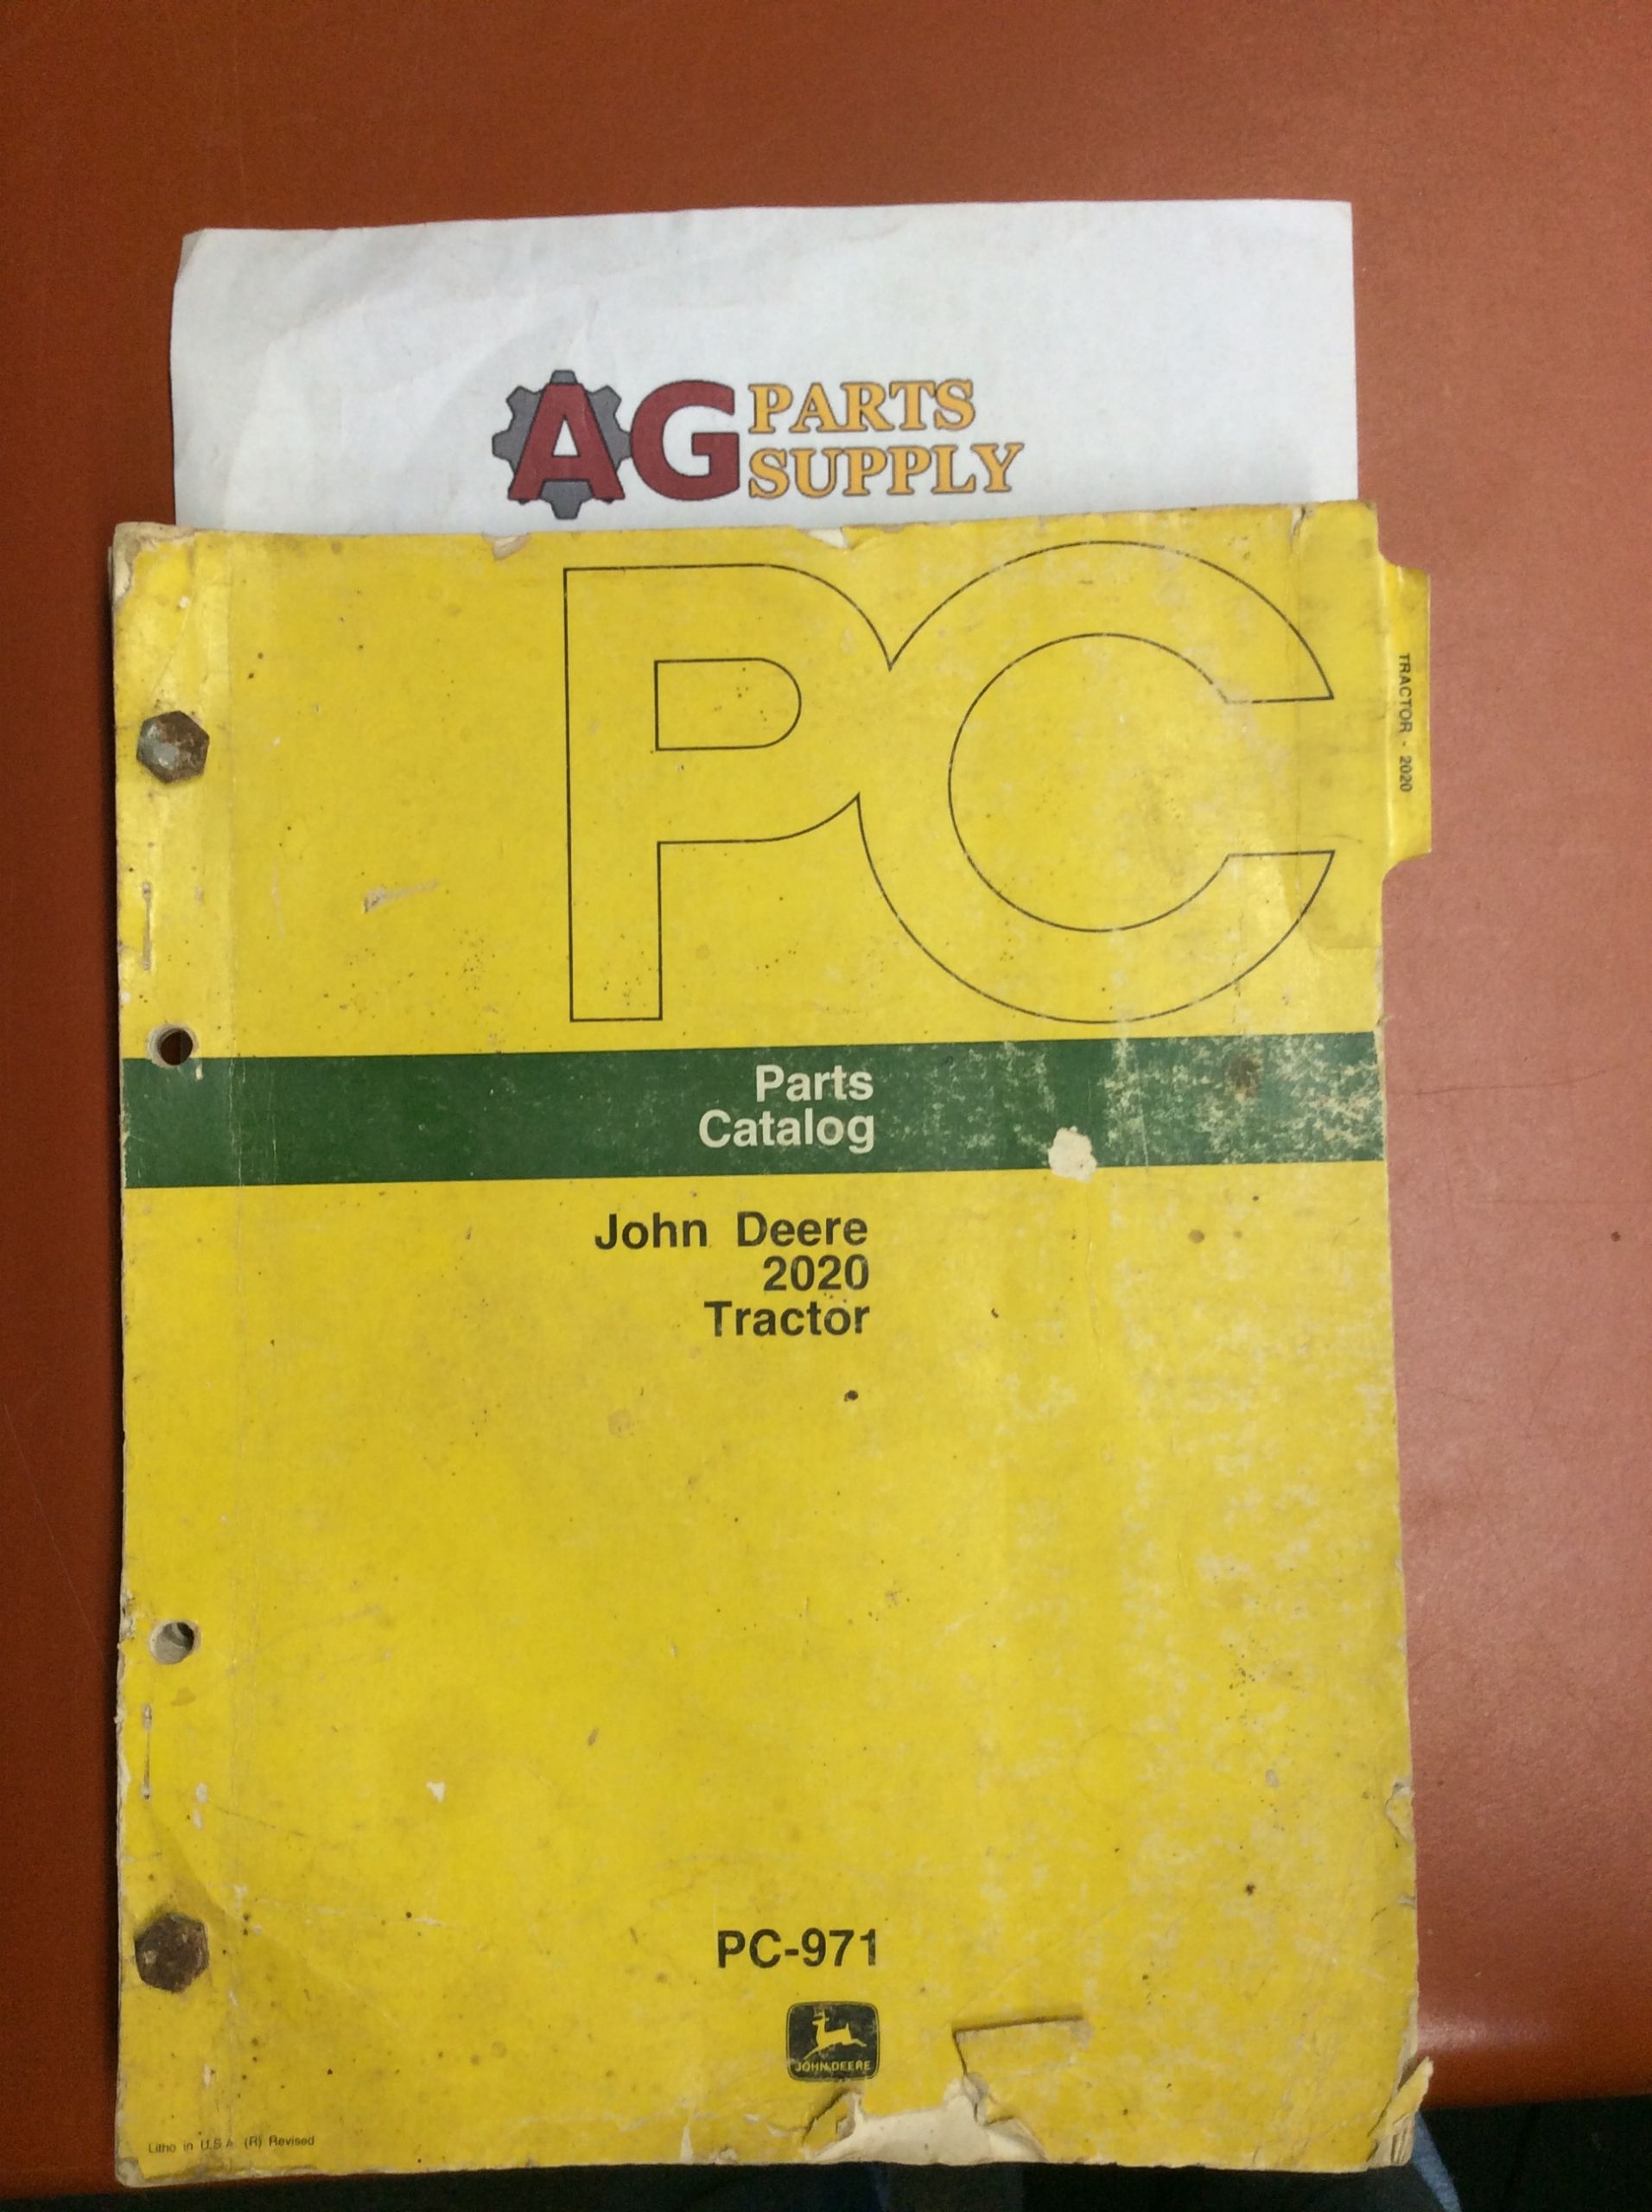 AG PARTS
SUPPLY
PC
TRACTOR - 2020
Parts
Catalog
John Deere
2020
Tractor
PC-971
JOHN DEERE
Litho in U.S.A. (R) Revised